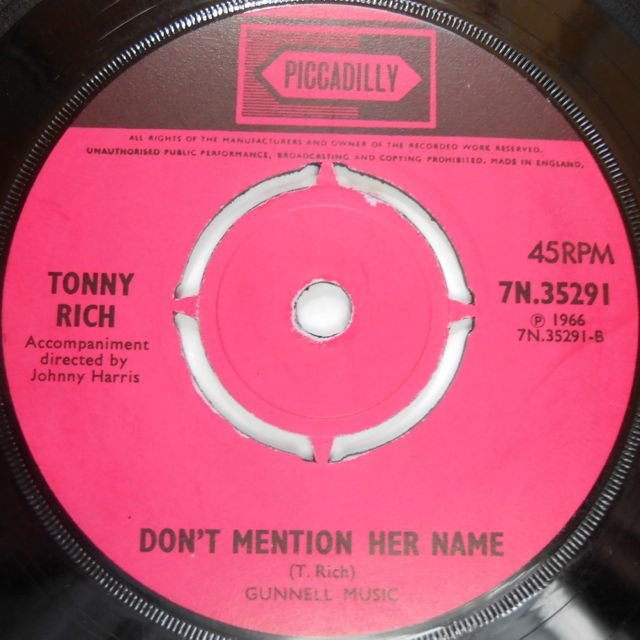 PICCADILLY
ALL RIGHTS OF THE MANUFACTURERS AND OWNER OF THE RECORDED WORK RESERVED.
UNAUTHORISED PUBLIC PERFORMANCE, BROADCASTING AND COPYING PROHIBITED. MADE IN ENGLAND.
45RPM
7N.35291
℗ 1966
7N.35291-B
TONNY
RICH
Accompaniment
directed by
Johnny Harris
DON'T MENTION HER NAME
(T. Rich)
GUNNELL MUSIC